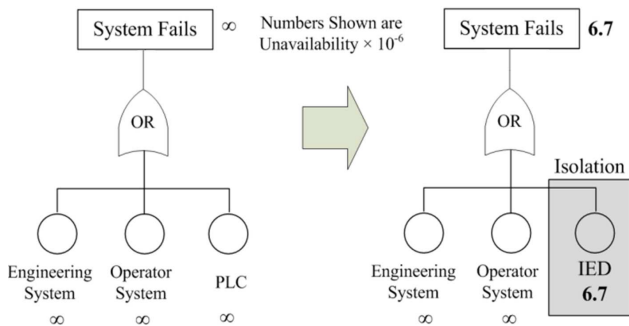 System Fails ∞
Numbers Shown are
Unavailability × 10⁻⁶
System Fails 6.7
OR
OR
Isolation
Engineering
System
∞
Operator
System
∞
PLC
∞
Engineering
System
∞
Operator
System
∞
IED
6.7